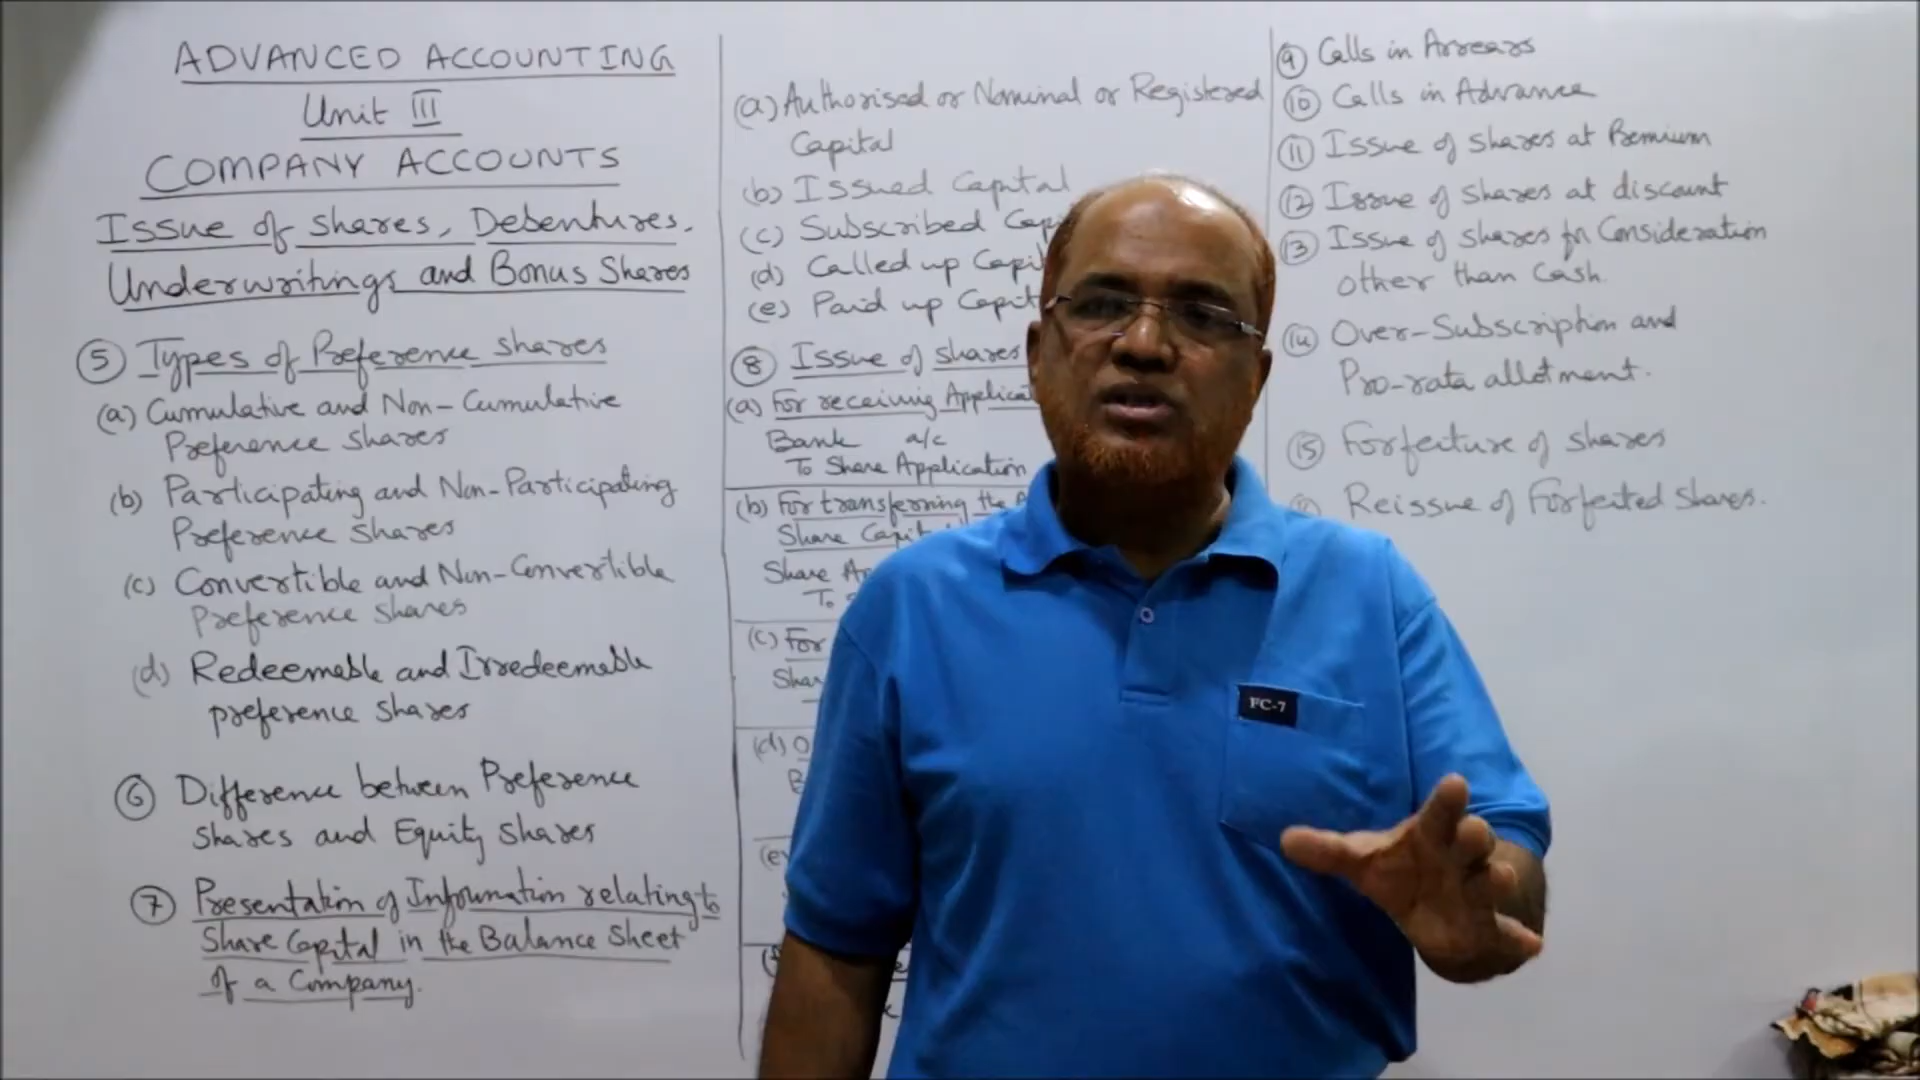 ADVANCED ACCOUNTING
Unit III
COMPANY ACCOUNTS
Issue of shares, Debentures,
Underwritings and Bonus Shares
(5) Types of Preference shares
(a) Cumulative and Non-Cumulative
Preference shares
(b) Participating and Non-Participating
Preference shares
(c) Convertible and Non-Convertible
Preference shares
(d) Redeemable and Irredeemable
preference shares
(6) Difference between Preference
shares and Equity shares
(7) Presentation of Information relating to
Share Capital in the Balance Sheet
of a Company.
(a) Authorised or Nominal or Registered
Capital
(b) Issued Capital
(c) Subscribed
(d) Called up
(e) Paid up
(8) Issue of shares
(a) For receiving
Bank a/c
To Share Application
(b) For transferring the
Share
Share
To
(c) For
(d)
(9) Calls in Arrears
(10) Calls in Advance
(11) Issue of shares at Premium
(12) Issue of shares at discount
(13) Issue of shares for Consideration
other than Cash.
(14) Over-Subscription and
Pro-rata allotment.
(15) Forfeiture of shares
Reissue of Forfeited Shares.
FC-7